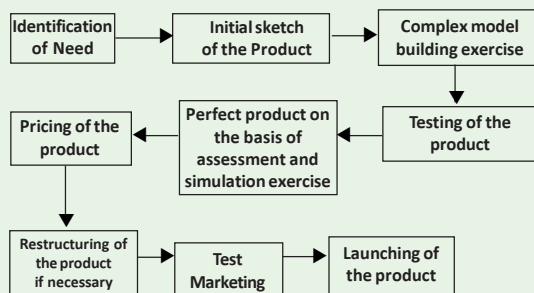 Identification
of Need
Initial sketch
of the Product
Complex model
building exercise
Testing of the
product
Perfect product on
the basis of
assessment and
simulation exercise
Pricing of the
product
Restructuring of
the product
if necessary
Test
Marketing
Launching of
the product